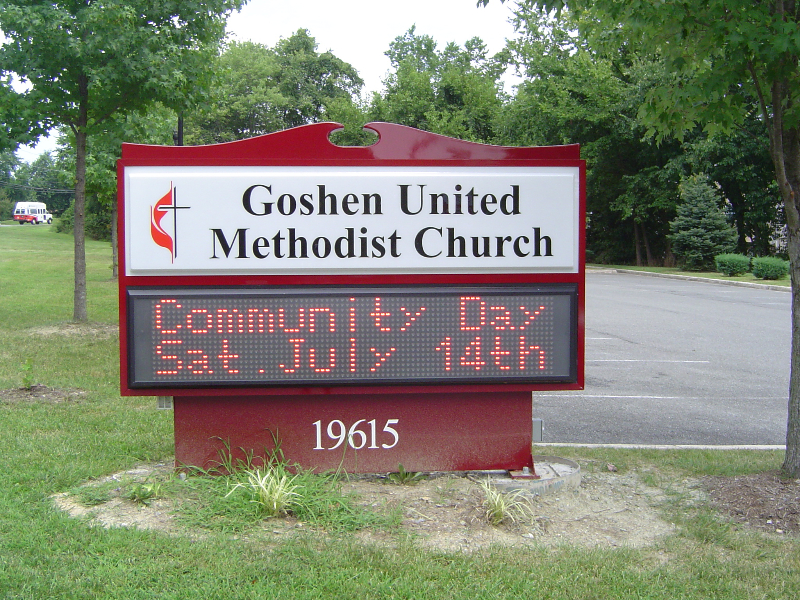 Goshen United
Methodist Church
Community Day
Sat.July 14th
19615